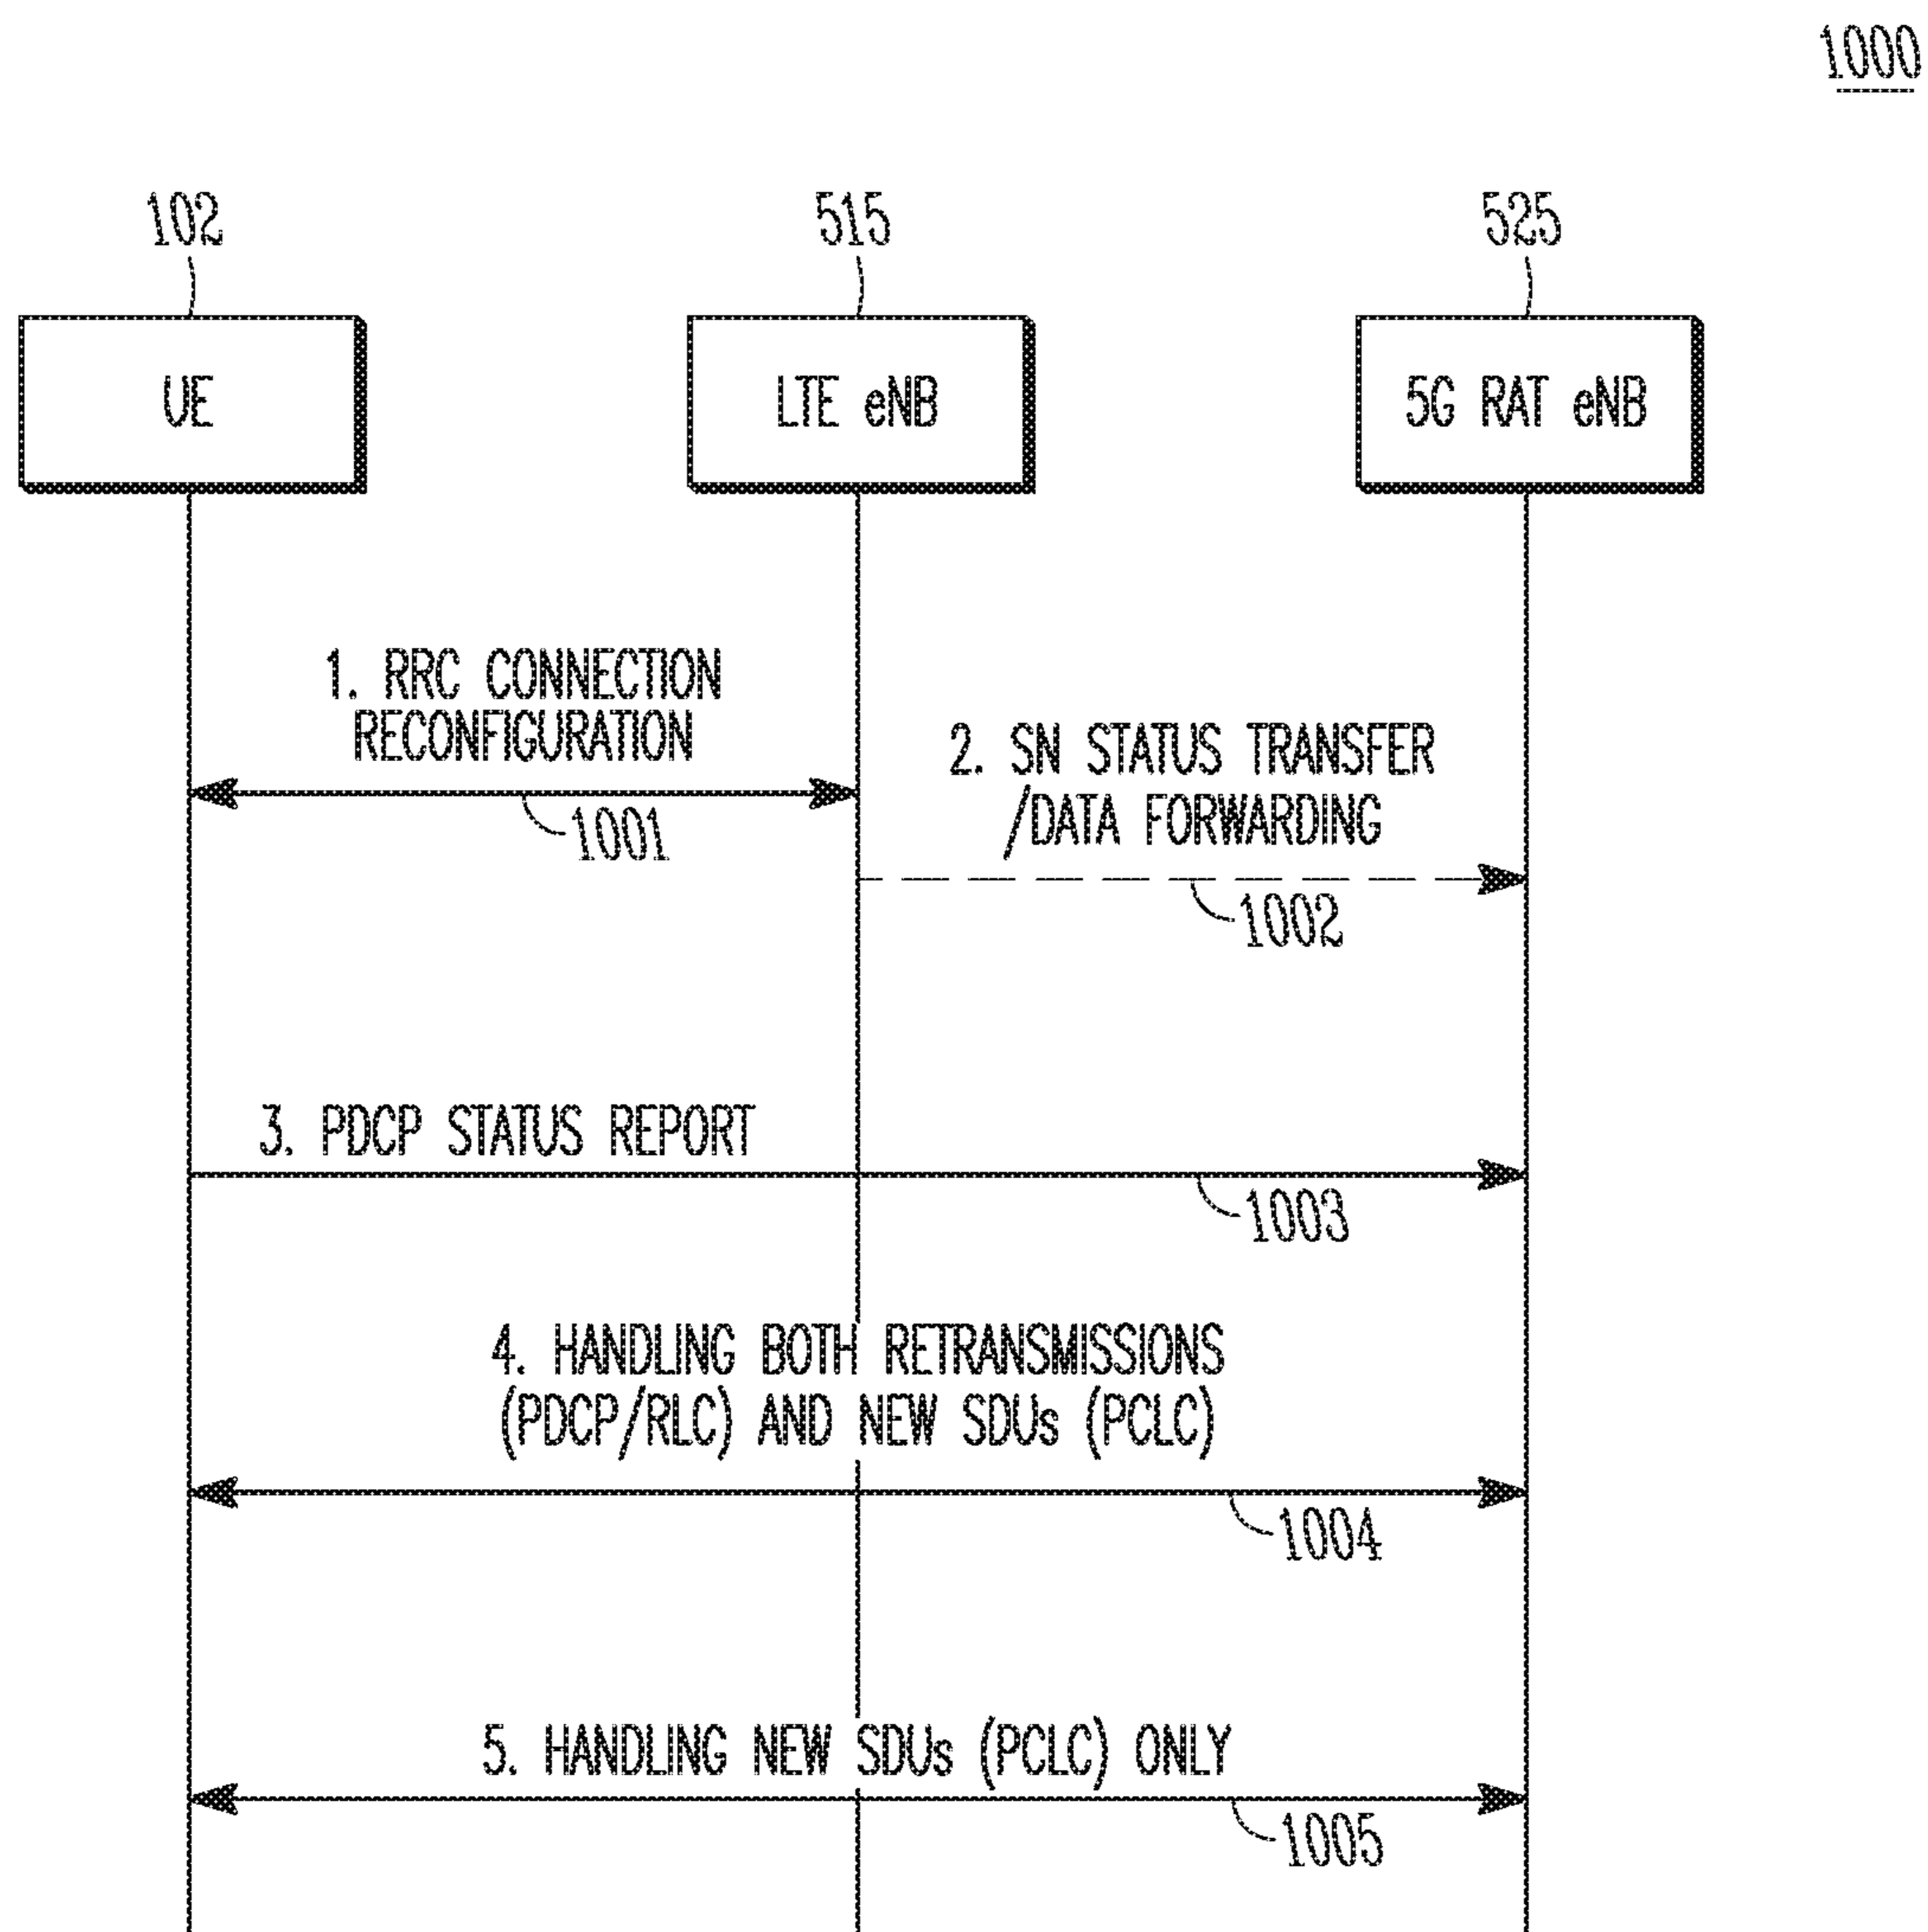 1000
102
515
525
UE
LTE eNB
5G RAT eNB
1. RRC CONNECTION
RECONFIGURATION
2. SN STATUS TRANSFER
/DATA FORWARDING
1001
1002
3. PDCP STATUS REPORT
1003
4. HANDLING BOTH RETRANSMISSIONS
(PDCP/RLC) AND NEW SDUs (PCLC)
1004
5. HANDLING NEW SDUs (PCLC) ONLY
1005